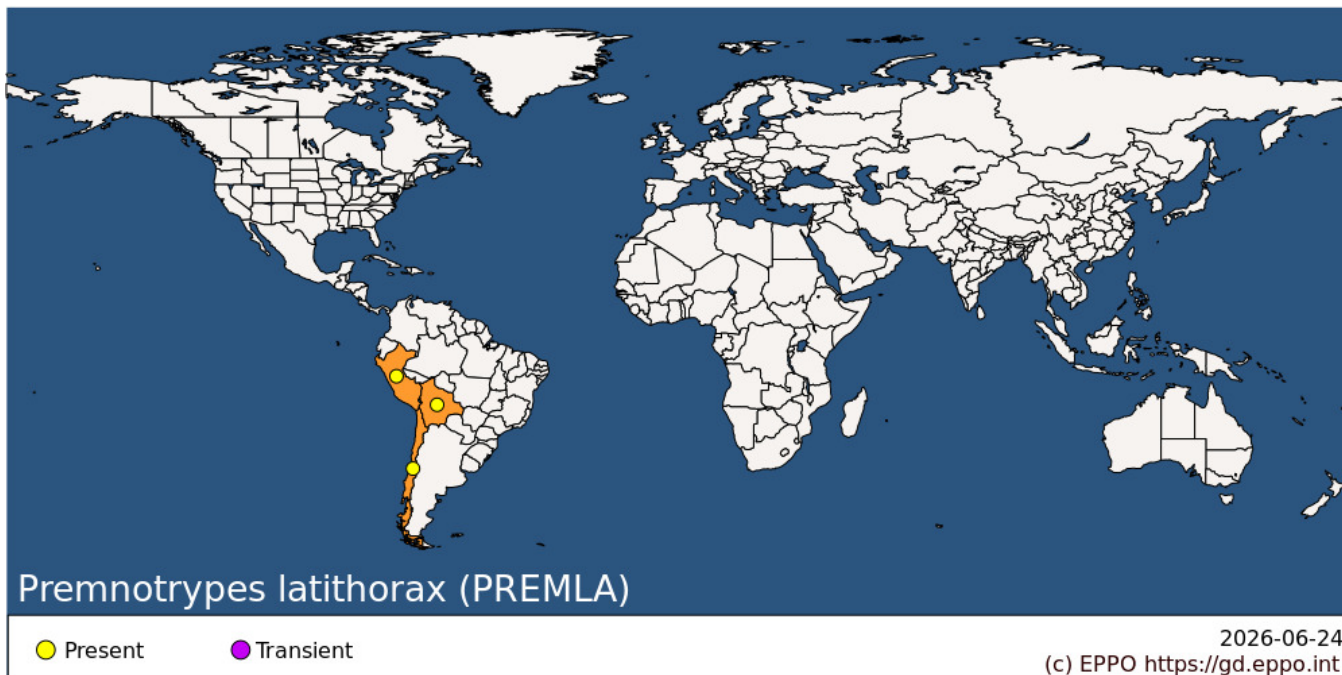 Premnotrypes latithorax (PREMLA)
Present
Transient
2026-06-24
(c) EPPO https://gd.eppo.int